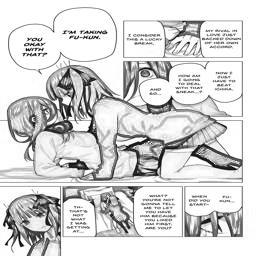 MY RIVAL IN
LOVE JUST
BACKED DOWN
OF HER OWN
ACCORD.
I CONSIDER
THIS A LUCKY
BREAK.
I'M TAKING
FU-KUN.
YOU
OKAY
WITH
THAT?
NOW I
JUST
HAVE TO
BEAT
ICHIKA.
HOW AM I
GOING TO
DEAL WITH
THAT
SNEAK...?
AND
SO...
FU-
KUN...
WHEN
DID YOU
START-
WHAT?
YOU'RE NOT
GONNA TELL
ME TO LET
YOU HAVE
HIM BECAUSE
YOU LIKED
HIM FIRST,
ARE YOU?
TH-
THAT'S
NOT
WHAT
I WAS
GETTING
AT...